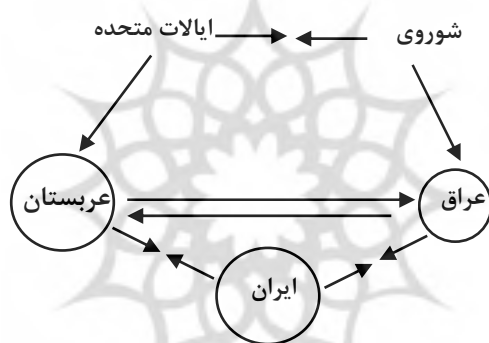 شوروی
ایالات متحده
عراق
عربستان
ایران